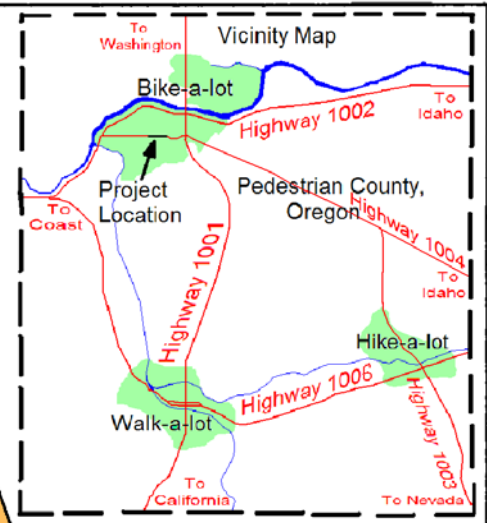 To
Washington
Vicinity Map
Bike-a-lot
To
Idaho
Highway 1002
Project
Location
Pedestrian County,
Oregon
To
Coast
Highway 1004
Highway 1001
To
Idaho
Hike-a-lot
Highway 1006
Walk-a-lot
Highway 1003
To
California
To Nevada